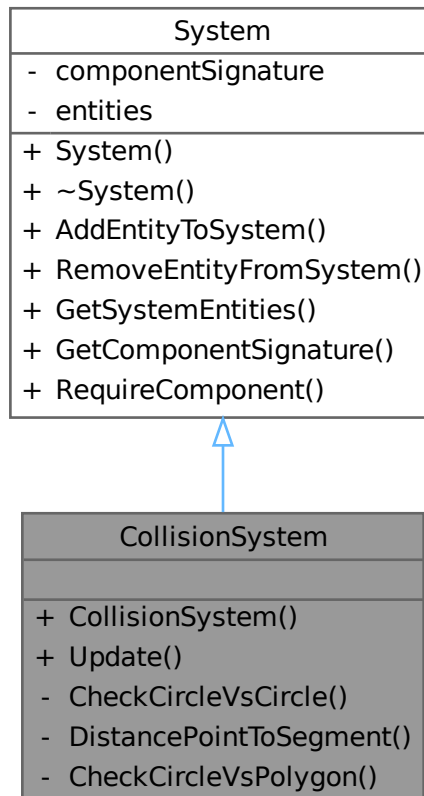 System
- componentSignature
- entities
+ System()
+ ~System()
+ AddEntityToSystem()
+ RemoveEntityFromSystem()
+ GetSystemEntities()
+ GetComponentSignature()
+ RequireComponent()
CollisionSystem
+ CollisionSystem()
+ Update()
- CheckCircleVsCircle()
- DistancePointToSegment()
- CheckCircleVsPolygon()